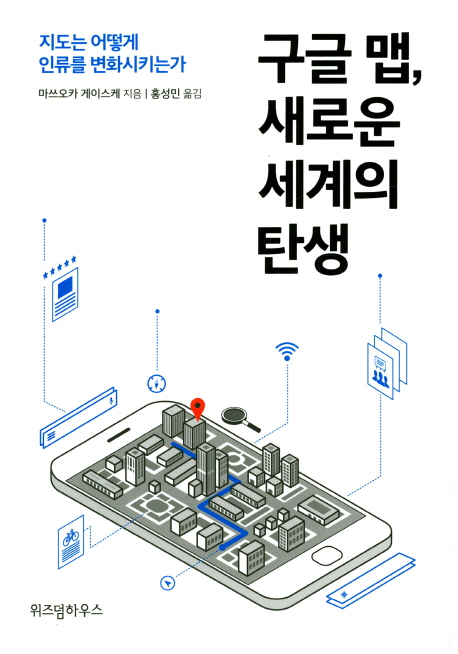 지도는 어떻게
인류를 변화시키는가
마쓰오카 게이스케 지음 | 홍성민 옮김
구글 맵,
새로운
세계의
탄생
위즈덤하우스